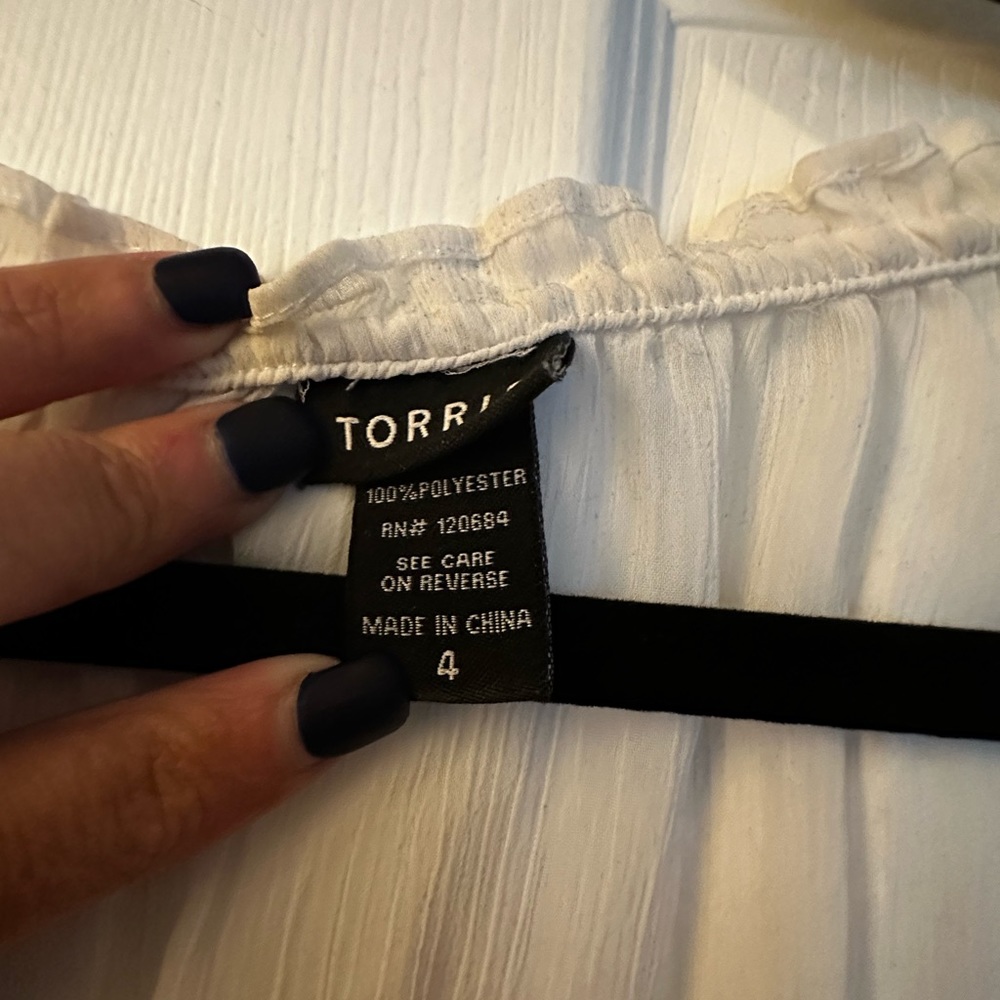 TORRI
100%POLYESTER
RN# 120684
SEE CARE
ON REVERSE
MADE IN CHINA
4